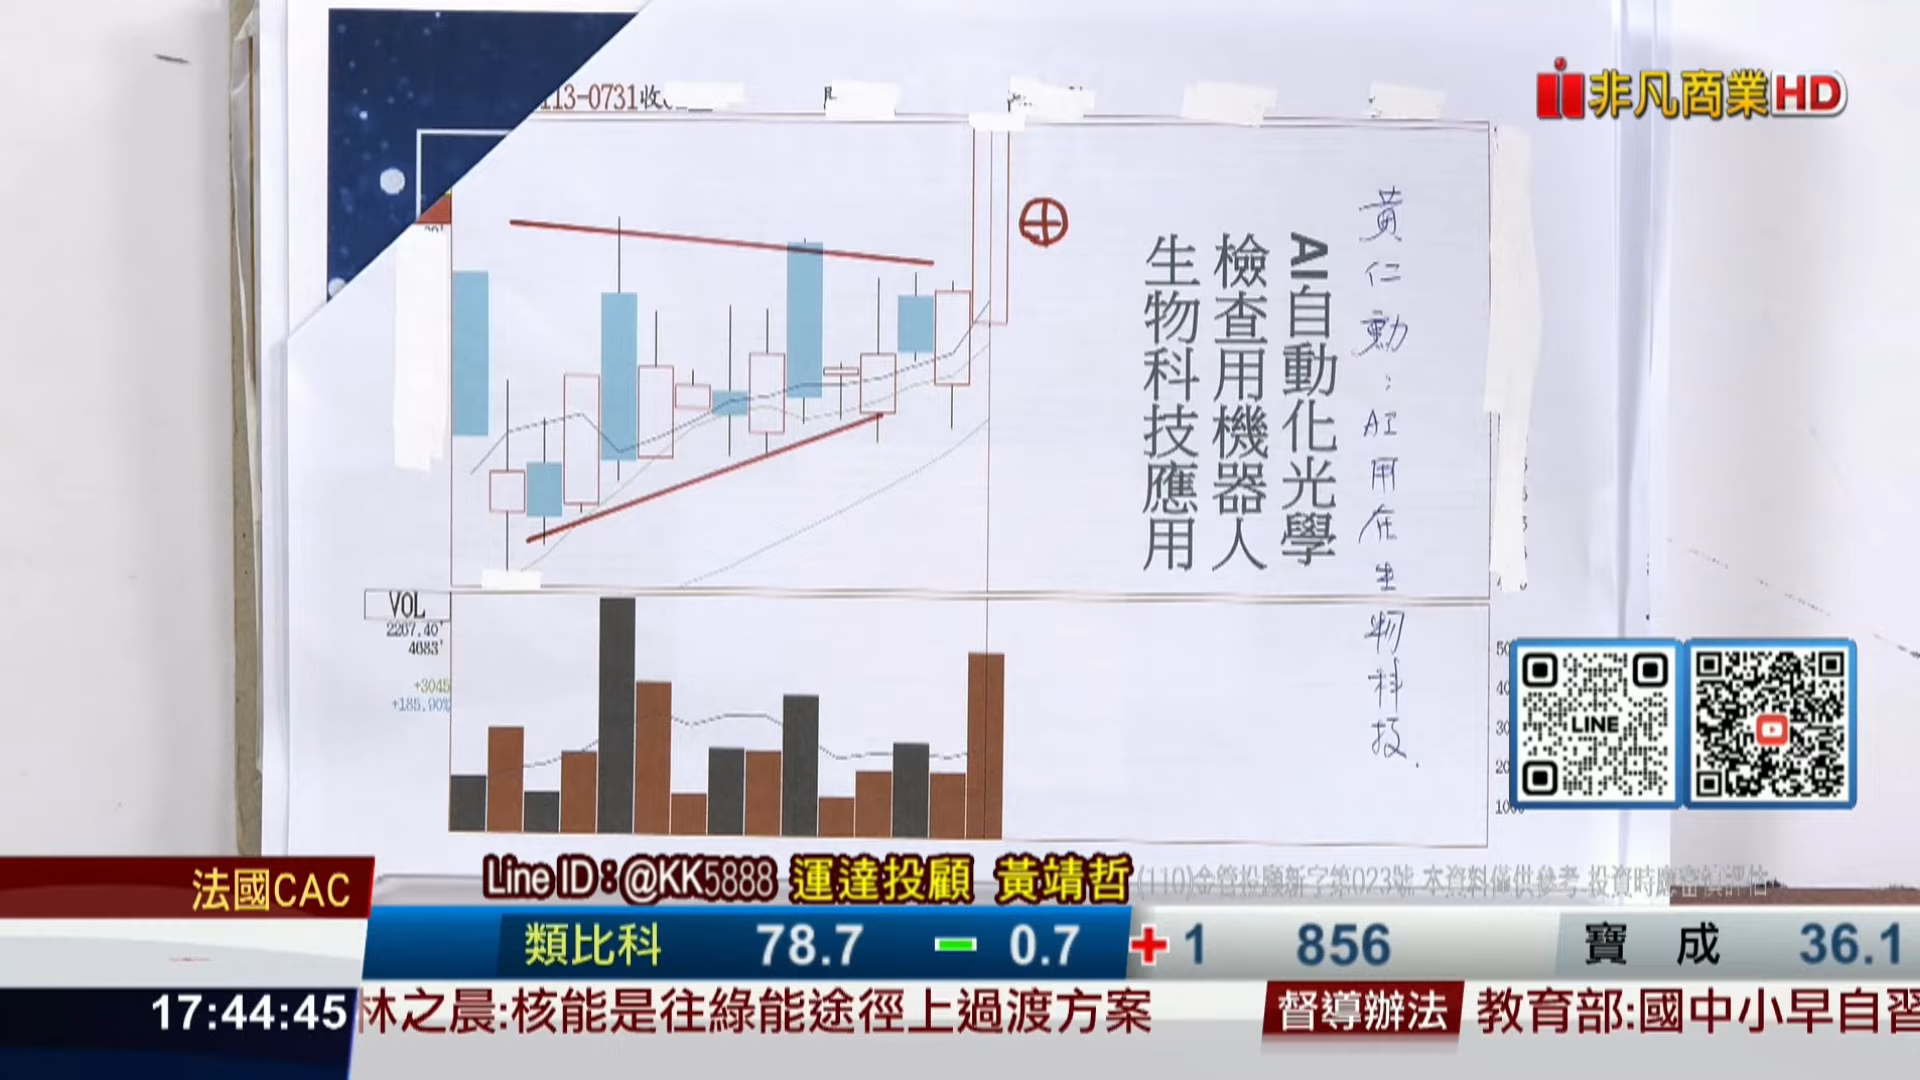 非凡商業HD
113-0731收
黃仁勳:AI用在生物科技.
AI自動化光學
檢查用機器人
生物科技應用
VOL
2267.40'
4683'
+3045
+185.90%
LINE
法國CAC
Line ID:@KK5888 運達投顧 黃靖哲
(110)金管投顧新字第023號 本資料僅供參考 投資時應審慎評估
類比科 78.7 0.7 +1 856 寶成 36.1
17:44:45
林之晨:核能是往綠能途徑上過渡方案
督導辦法 教育部:國中小早自習